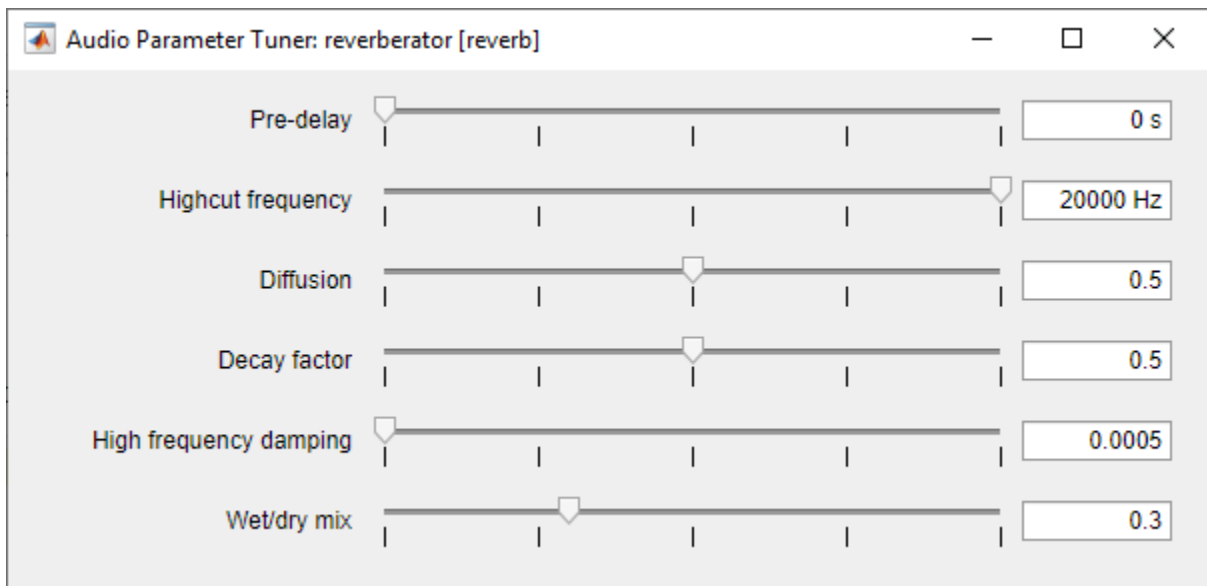 Audio Parameter Tuner: reverberator [reverb]
Pre-delay 0 s
Highcut frequency 20000 Hz
Diffusion 0.5
Decay factor 0.5
High frequency damping 0.0005
Wet/dry mix 0.3